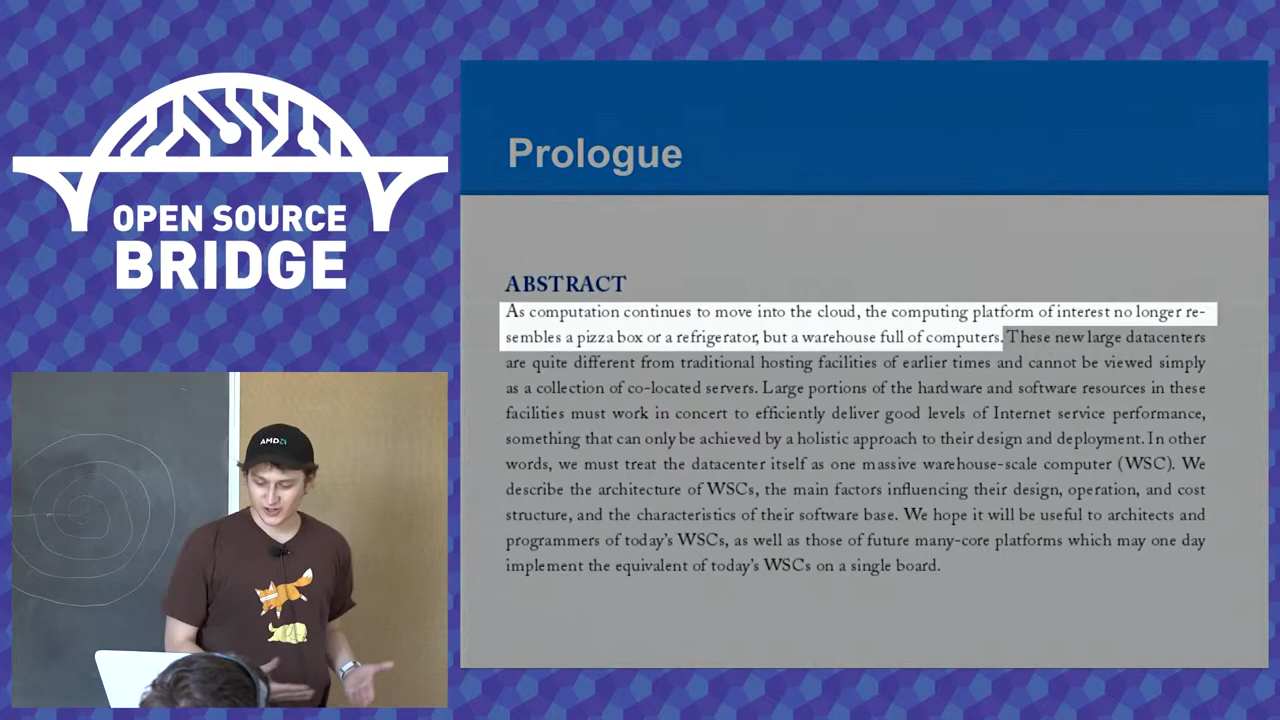 OPEN SOURCE
BRIDGE
AMD
Prologue
ABSTRACT
As computation continues to move into the cloud, the computing platform of interest no longer re-
sembles a pizza box or a refrigerator, but a warehouse full of computers. These new large datacenters
are quite different from traditional hosting facilities of earlier times and cannot be viewed simply
as a collection of co-located servers. Large portions of the hardware and software resources in these
facilities must work in concert to efficiently deliver good levels of Internet service performance,
something that can only be achieved by a holistic approach to their design and deployment. In other
words, we must treat the datacenter itself as one massive warehouse-scale computer (WSC). We
describe the architecture of WSCs, the main factors influencing their design, operation, and cost
structure, and the characteristics of their software base. We hope it will be useful to architects and
programmers of today's WSCs, as well as those of future many-core platforms which may one day
implement the equivalent of today's WSCs on a single board.